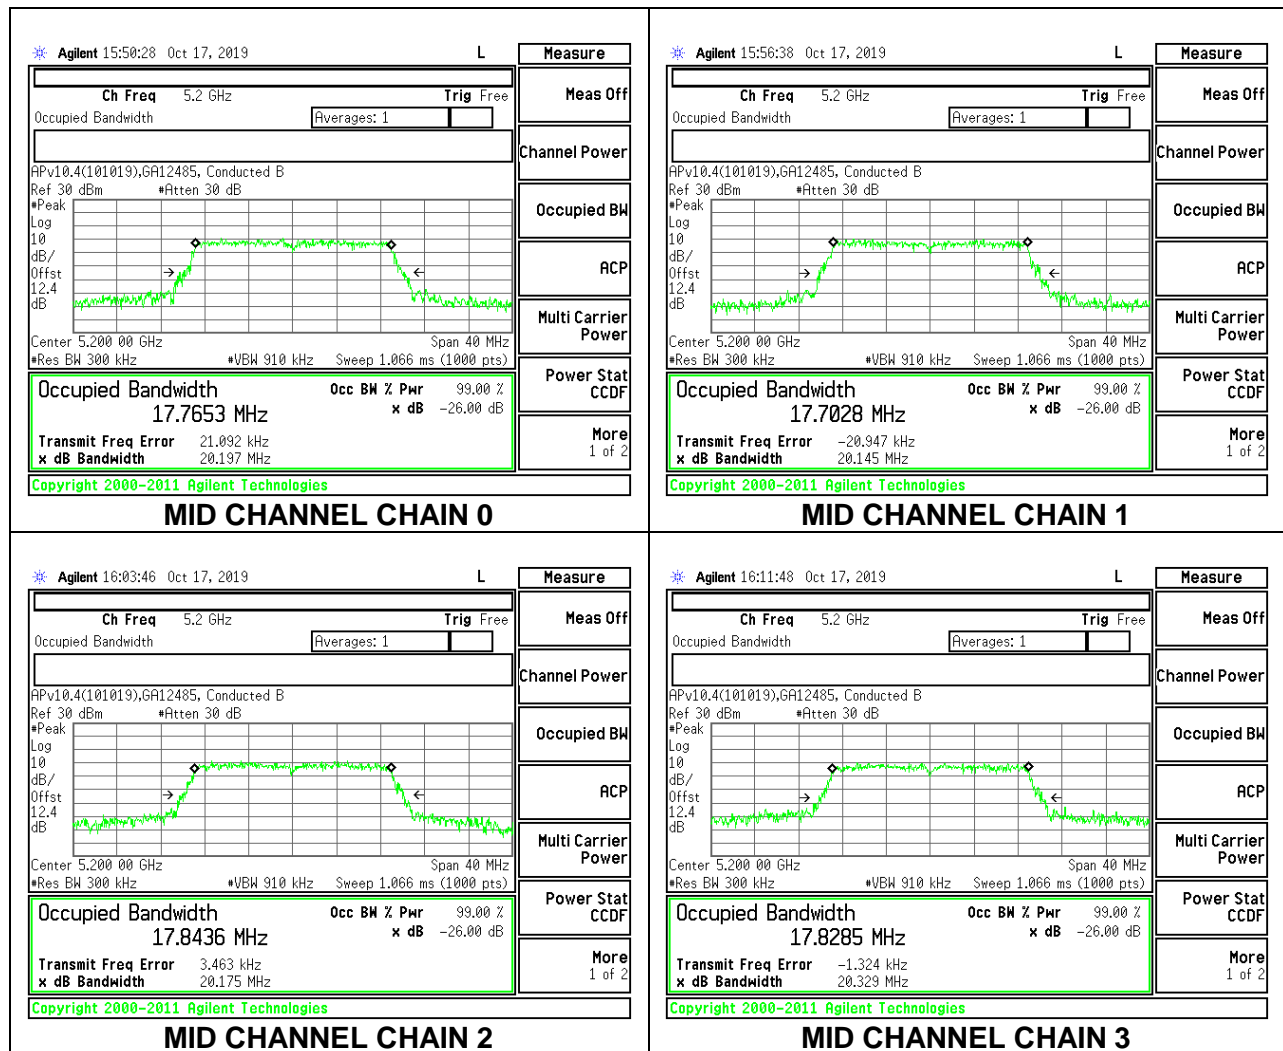 Agilent 15:50:28 Oct 17, 2019 L Measure
Ch Freq 5.2 GHz Trig Free
Occupied Bandwidth Averages: 1
APv10.4(101019),GA12485, Conducted B
Ref 30 dBm #Atten 30 dB
#Peak
Log
10
dB/
Offst
12.4
dB
Center 5.200 00 GHz Span 40 MHz
#Res BW 300 kHz #VBW 910 kHz Sweep 1.066 ms (1000 pts)
Occupied Bandwidth Occ BW % Pwr 99.00 %
17.7653 MHz x dB -26.00 dB
Transmit Freq Error 21.092 kHz
x dB Bandwidth 20.197 MHz
Copyright 2000-2011 Agilent Technologies
Meas Off
Channel Power
Occupied BW
ACP
Multi Carrier
Power
Power Stat
CCDF
More
1 of 2
MID CHANNEL CHAIN 0
Agilent 15:56:38 Oct 17, 2019 L Measure
Ch Freq 5.2 GHz Trig Free
Occupied Bandwidth Averages: 1
APv10.4(101019),GA12485, Conducted B
Ref 30 dBm #Atten 30 dB
#Peak
Log
10
dB/
Offst
12.4
dB
Center 5.200 00 GHz Span 40 MHz
#Res BW 300 kHz #VBW 910 kHz Sweep 1.066 ms (1000 pts)
Occupied Bandwidth Occ BW % Pwr 99.00 %
17.7028 MHz x dB -26.00 dB
Transmit Freq Error -20.947 kHz
x dB Bandwidth 20.145 MHz
Copyright 2000-2011 Agilent Technologies
Meas Off
Channel Power
Occupied BW
ACP
Multi Carrier
Power
Power Stat
CCDF
More
1 of 2
MID CHANNEL CHAIN 1
Agilent 16:03:46 Oct 17, 2019 L Measure
Ch Freq 5.2 GHz Trig Free
Occupied Bandwidth Averages: 1
APv10.4(101019),GA12485, Conducted B
Ref 30 dBm #Atten 30 dB
#Peak
Log
10
dB/
Offst
12.4
dB
Center 5.200 00 GHz Span 40 MHz
#Res BW 300 kHz #VBW 910 kHz Sweep 1.066 ms (1000 pts)
Occupied Bandwidth Occ BW % Pwr 99.00 %
17.8436 MHz x dB -26.00 dB
Transmit Freq Error 3.463 kHz
x dB Bandwidth 20.175 MHz
Copyright 2000-2011 Agilent Technologies
Meas Off
Channel Power
Occupied BW
ACP
Multi Carrier
Power
Power Stat
CCDF
More
1 of 2
MID CHANNEL CHAIN 2
Agilent 16:11:48 Oct 17, 2019 L Measure
Ch Freq 5.2 GHz Trig Free
Occupied Bandwidth Averages: 1
APv10.4(101019),GA12485, Conducted B
Ref 30 dBm #Atten 30 dB
#Peak
Log
10
dB/
Offst
12.4
dB
Center 5.200 00 GHz Span 40 MHz
#Res BW 300 kHz #VBW 910 kHz Sweep 1.066 ms (1000 pts)
Occupied Bandwidth Occ BW % Pwr 99.00 %
17.8285 MHz x dB -26.00 dB
Transmit Freq Error -1.324 kHz
x dB Bandwidth 20.329 MHz
Copyright 2000-2011 Agilent Technologies
Meas Off
Channel Power
Occupied BW
ACP
Multi Carrier
Power
Power Stat
CCDF
More
1 of 2
MID CHANNEL CHAIN 3